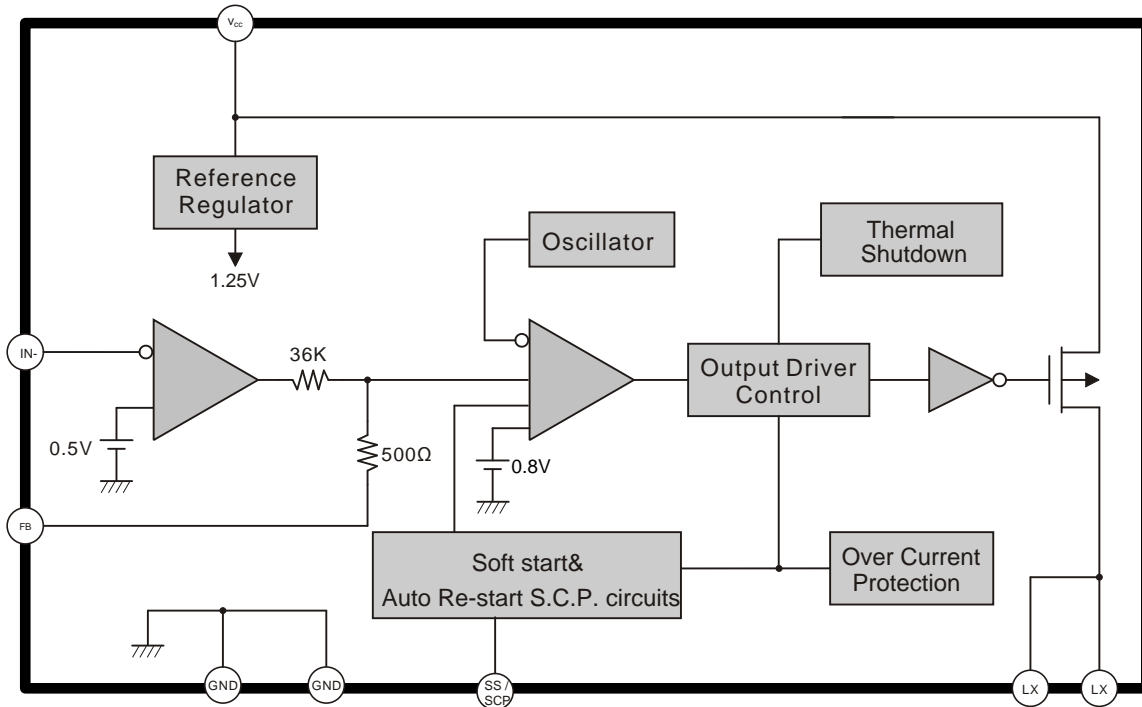 Vcc
Reference
Regulator
1.25V
Oscillator
Thermal
Shutdown
IN-
36K
Output Driver
Control
0.5V
500Ω
0.8V
FB
Soft start&
Auto Re-start S.C.P. circuits
Over Current
Protection
GND
GND
SS /
SCP
LX
LX